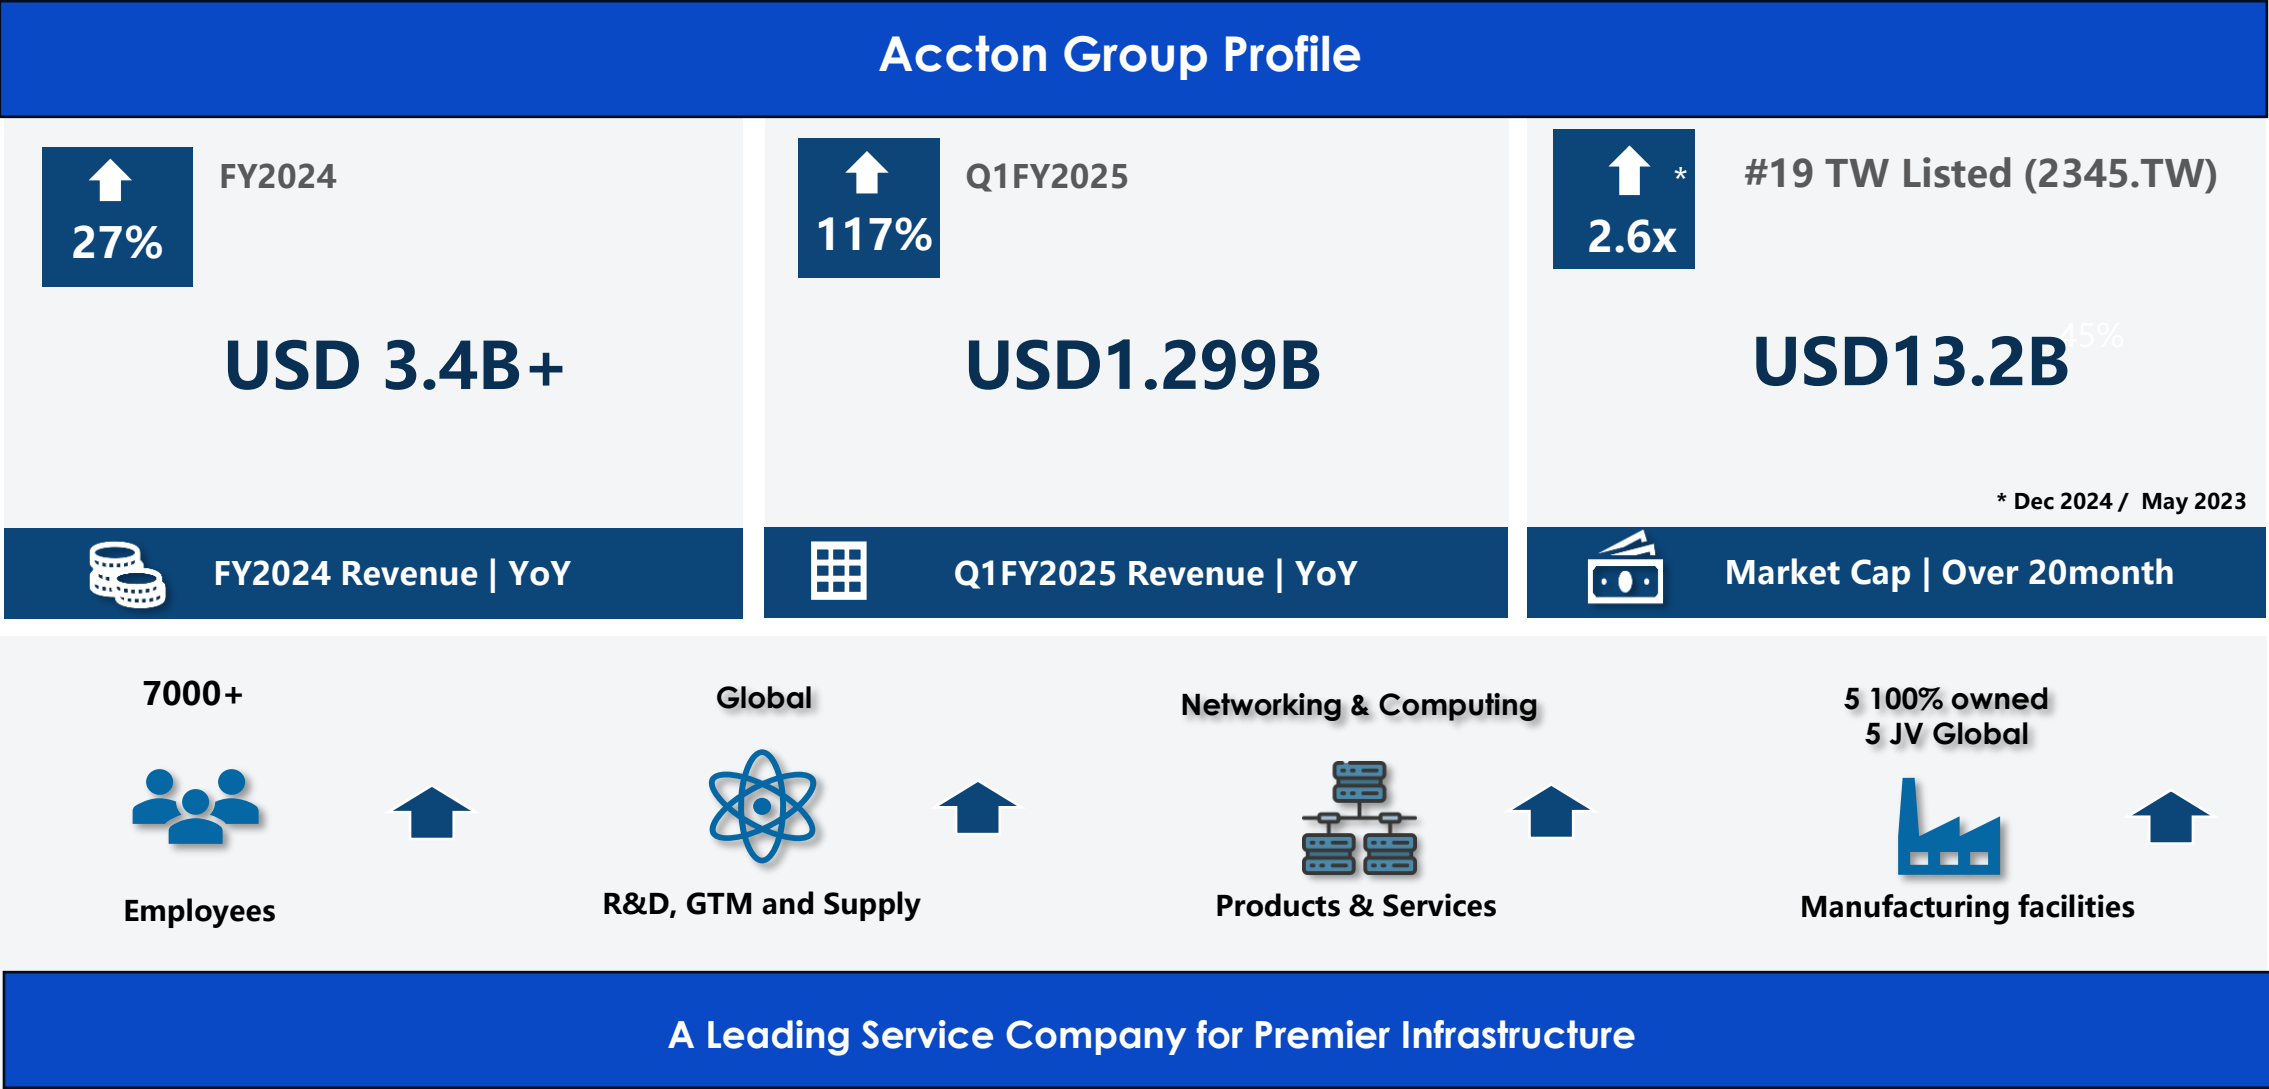 Accton Group Profile
27%
FY2024
USD 3.4B+
FY2024 Revenue | YoY
117%
Q1FY2025
USD1.299B
Q1FY2025 Revenue | YoY
*
2.6x
#19 TW Listed (2345.TW)
45%
USD13.2B
* Dec 2024 / May 2023
Market Cap | Over 20month
7000+
Employees
Global
R&D, GTM and Supply
Networking & Computing
Products & Services
5 100% owned
5 JV Global
Manufacturing facilities
A Leading Service Company for Premier Infrastructure